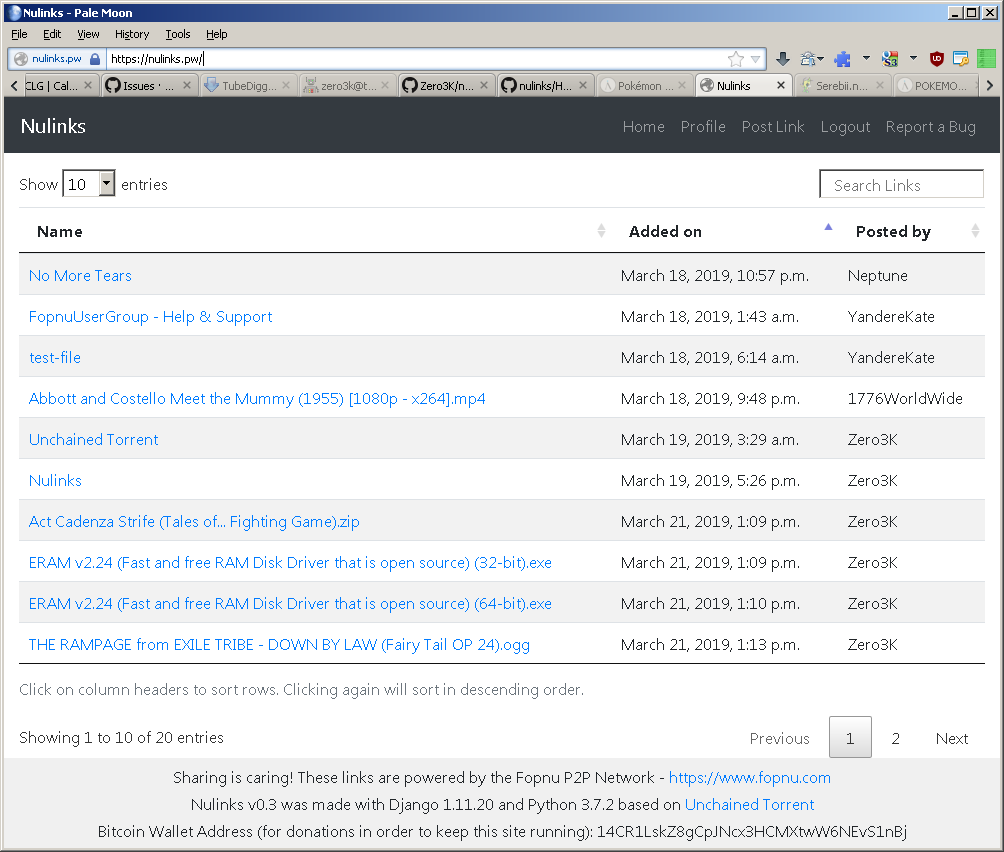 Nulinks - Pale Moon
File Edit View History Tools Help
nulinks.pw https://nulinks.pw/
CLG | Cal... Issues · ... TubeDigg... zero3k@t... Zero3K/n... nulinks/H... Pokémon ... Nulinks Serebii.n... POKEMO...
Nulinks Home Profile Post Link Logout Report a Bug
Show 10 entries Search Links
Name Added on Posted by
No More Tears March 18, 2019, 10:57 p.m. Neptune
FopnuUserGroup - Help & Support March 18, 2019, 1:43 a.m. YandereKate
test-file March 18, 2019, 6:14 a.m. YandereKate
Abbott and Costello Meet the Mummy (1955) [1080p - x264].mp4 March 18, 2019, 9:48 p.m. 1776WorldWide
Unchained Torrent March 19, 2019, 3:29 a.m. Zero3K
Nulinks March 19, 2019, 5:26 p.m. Zero3K
Act Cadenza Strife (Tales of... Fighting Game).zip March 21, 2019, 1:09 p.m. Zero3K
ERAM v2.24 (Fast and free RAM Disk Driver that is open source) (32-bit).exe March 21, 2019, 1:09 p.m. Zero3K
ERAM v2.24 (Fast and free RAM Disk Driver that is open source) (64-bit).exe March 21, 2019, 1:10 p.m. Zero3K
THE RAMPAGE from EXILE TRIBE - DOWN BY LAW (Fairy Tail OP 24).ogg March 21, 2019, 1:13 p.m. Zero3K
Click on column headers to sort rows. Clicking again will sort in descending order.
Showing 1 to 10 of 20 entries Previous 1 2 Next
Sharing is caring! These links are powered by the Fopnu P2P Network - https://www.fopnu.com
Nulinks v0.3 was made with Django 1.11.20 and Python 3.7.2 based on Unchained Torrent
Bitcoin Wallet Address (for donations in order to keep this site running): 14CR1LskZ8gCpJNcx3HCMXtwW6NEvS1nBj